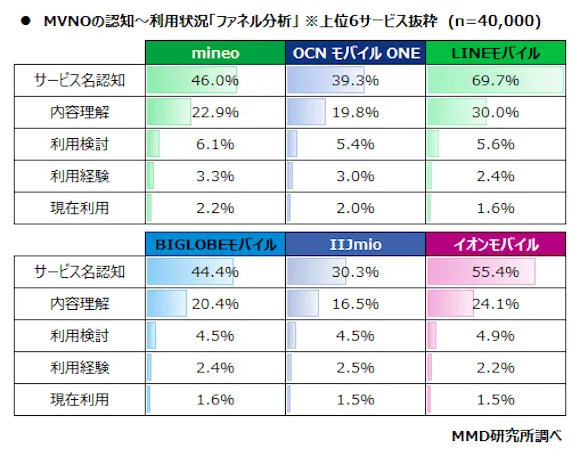 ● MVNOの認知～利用状況「ファネル分析」 ※上位6サービス抜粋 (n=40,000)
mineo OCN モバイル ONE LINEモバイル
サービス名認知 46.0% 39.3% 69.7%
内容理解 22.9% 19.8% 30.0%
利用検討 6.1% 5.4% 5.6%
利用経験 3.3% 3.0% 2.4%
現在利用 2.2% 2.0% 1.6%
BIGLOBEモバイル IIJmio イオンモバイル
サービス名認知 44.4% 30.3% 55.4%
内容理解 20.4% 16.5% 24.1%
利用検討 4.5% 4.5% 4.9%
利用経験 2.4% 2.5% 2.2%
現在利用 1.6% 1.5% 1.5%
MMD研究所調べ